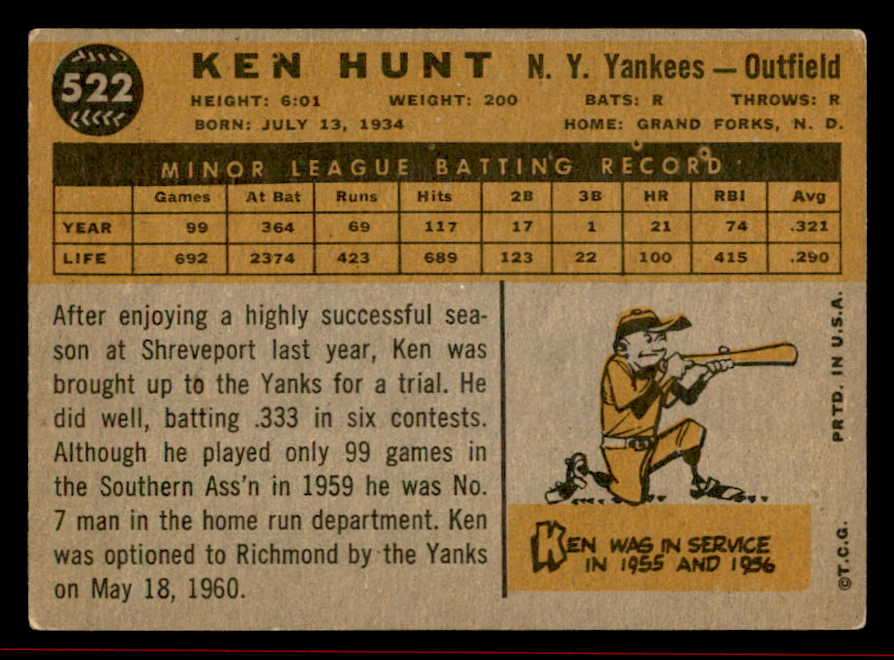 522
KEN HUNT N. Y. Yankees — Outfield
HEIGHT: 6:01 WEIGHT: 200 BATS: R THROWS: R
BORN: JULY 13, 1934 HOME: GRAND FORKS, N. D.
MINOR LEAGUE BATTING RECORD
Games At Bat Runs Hits 2B 3B HR RBI Avg
YEAR 99 364 69 117 17 1 21 74 .321
LIFE 692 2374 423 689 123 22 100 415 .290
After enjoying a highly successful sea-
son at Shreveport last year, Ken was
brought up to the Yanks for a trial. He
did well, batting .333 in six contests.
Although he played only 99 games in
the Southern Ass'n in 1959 he was No.
7 man in the home run department. Ken
was optioned to Richmond by the Yanks
on May 18, 1960.
KEN WAS IN SERVICE
IN 1955 AND 1956
©T.C.G. PRTD. IN U.S.A.